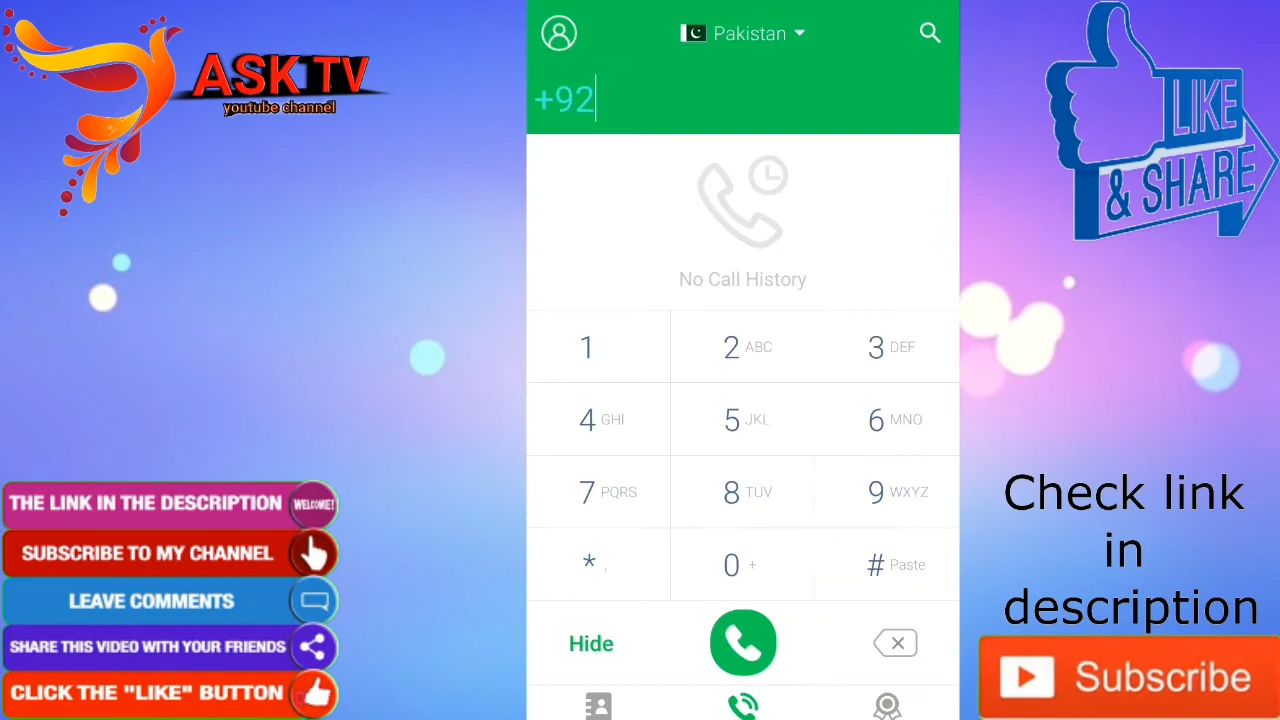 ASK TV
youtube channel
Pakistan
+92
LIKE
& SHARE
No Call History
1
2 ABC
3 DEF
4 GHI
5 JKL
6 MNO
7 PQRS
8 TUV
9 WXYZ
* ,
0 +
# Paste
Hide
THE LINK IN THE DESCRIPTION
WELCOME!
SUBSCRIBE TO MY CHANNEL
LEAVE COMMENTS
SHARE THIS VIDEO WITH YOUR FRIENDS
CLICK THE "LIKE" BUTTON
Check link
in
description
Subscribe